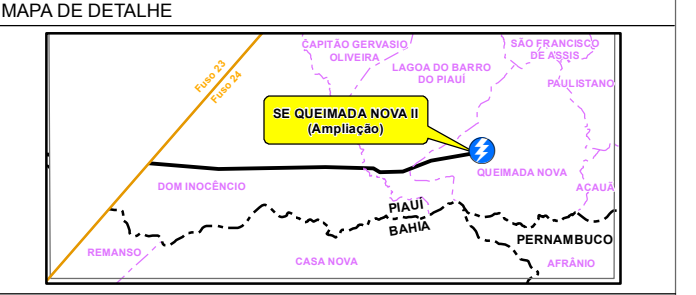 MAPA DE DETALHE
CAPITÃO GERVASIO
OLIVEIRA
SÃO FRANCISCO
DE ASSIS
LAGOA DO BARRO
DO PIAUÍ
PAULISTANO
Fuso 23
Fuso 24
SE QUEIMADA NOVA II
(Ampliação)
QUEIMADA NOVA
DOM INOCÊNCIO
ACAUÃ
PIAUÍ
BAHIA
PERNAMBUCO
REMANSO
CASA NOVA
AFRÂNIO